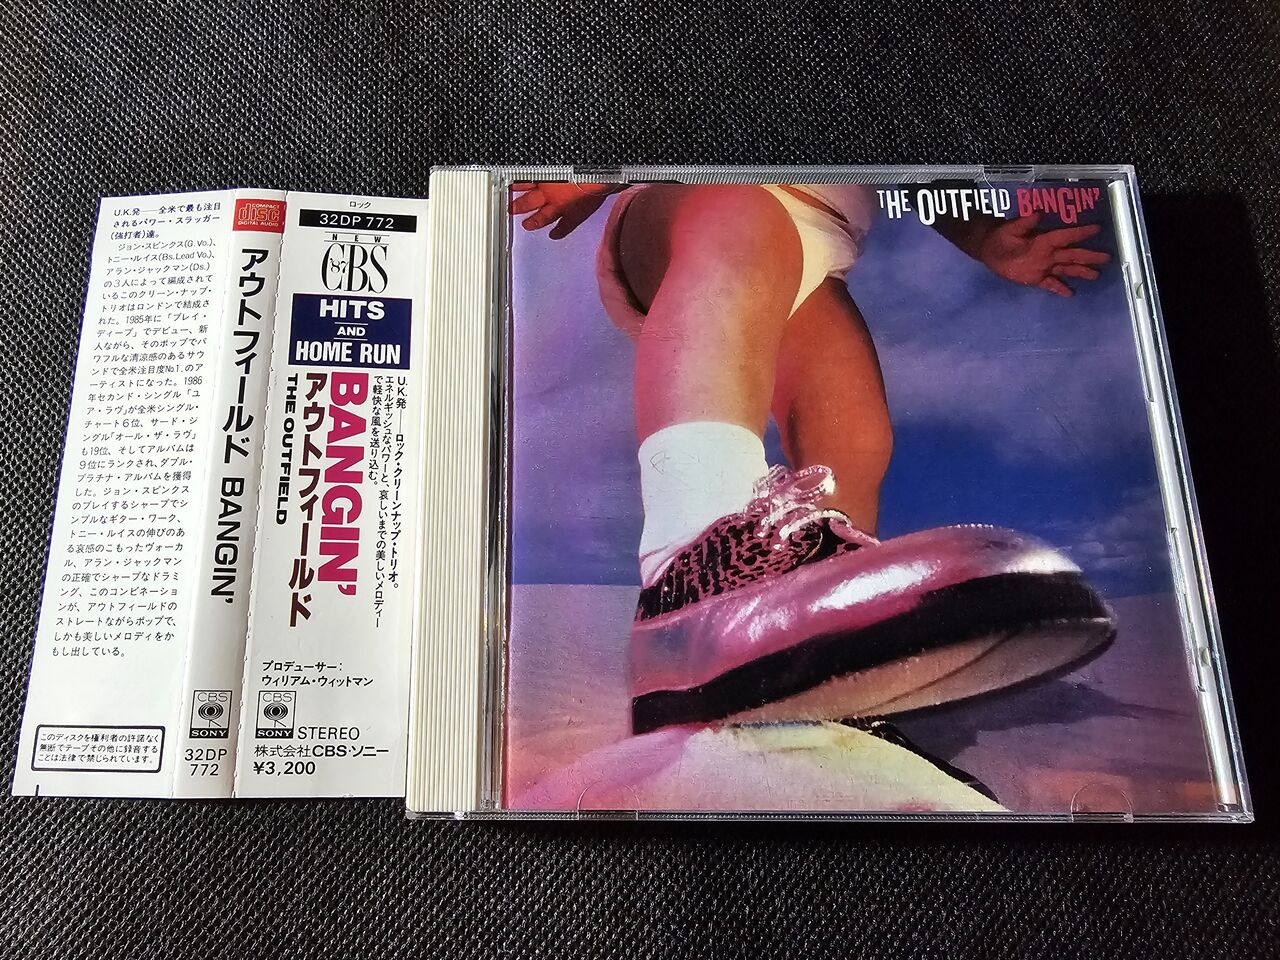 U.K.発——全米で最も注目
されるパワー・スラッガー
(強打者)達。
ジョン・スピンクス(G.Vo.)、
トニー・ルイス(Bs.Lead Vo.)、
アラン・ジャックマン(Ds.)
の3人によって編成されて
いるこのクリーン・ナップ・
トリオはロンドンで結成さ
れた。1985年に「プレイ・
ディープ」でデビュー、新
人ながら、そのポップでパ
ワフルな清涼感のあるサウ
ンドで全米注目度No.1.のア
ーティストになった。1986
年セカンド・シングル「ユ
ア・ラヴ」が全米シングル・
チャート6位、サード・シ
ングル「オール・ザ・ラヴ」
も19位、そしてアルバムは
9位にランクされ、ダブル・
プラチナ・アルバムを獲得
した。ジョン・スピンクス
のプレイするシャープでシ
ンプルなギター・ワーク、
トニー・ルイスの伸びのあ
る哀感のこもったヴォーカ
ル、アラン・ジャックマン
の正確でシャープなドラミ
ング、このコンビネーショ
ンが、アウトフィールドの
ストレートながらポップで、
しかも美しいメロディをか
もし出している。
このディスクを権利者の許諾なく
無断でテープその他に録音する
ことは法律で禁じられています。
COMPACT
disc
DIGITAL AUDIO
アウトフィールド BANGIN'
CBS
SONY
32DP
772
ロック
32DP 772
NEW
'87
CBS
HITS
AND
HOME RUN
U.K.発——ロック・クリーンナップ・トリオ。
エネルギッシュなパワーと、哀しいまでの美しいメロディー
で軽快な風を送り込む。
BANGIN'
アウトフィールド
THE OUTFIELD
プロデューサー:
ウィリアム・ウィットマン
CBS
SONY
STEREO
株式会社CBS・ソニー
¥3,200
THE OUTFIELD BANGIN'